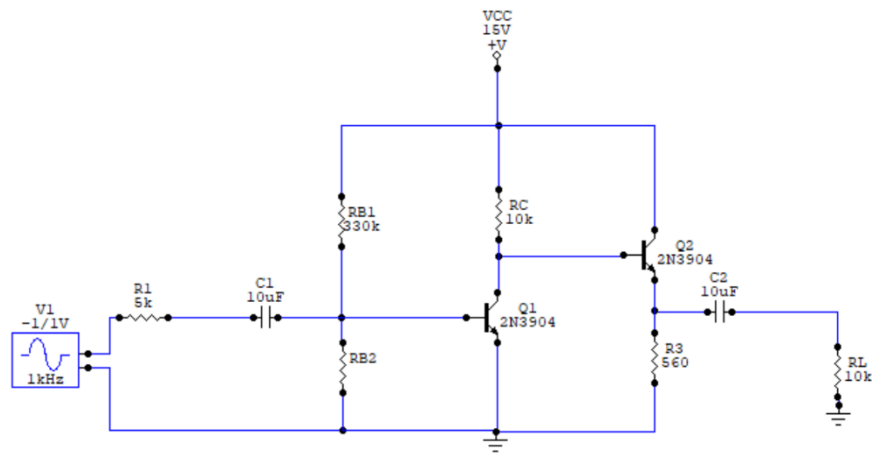 VCC
15V
+V
RB1
330k
RC
10k
Q2
2N3904
C2
10uF
R1
5k
C1
10uF
V1
-1/1V
1kHz
Q1
2N3904
RB2
R3
560
RL
10k